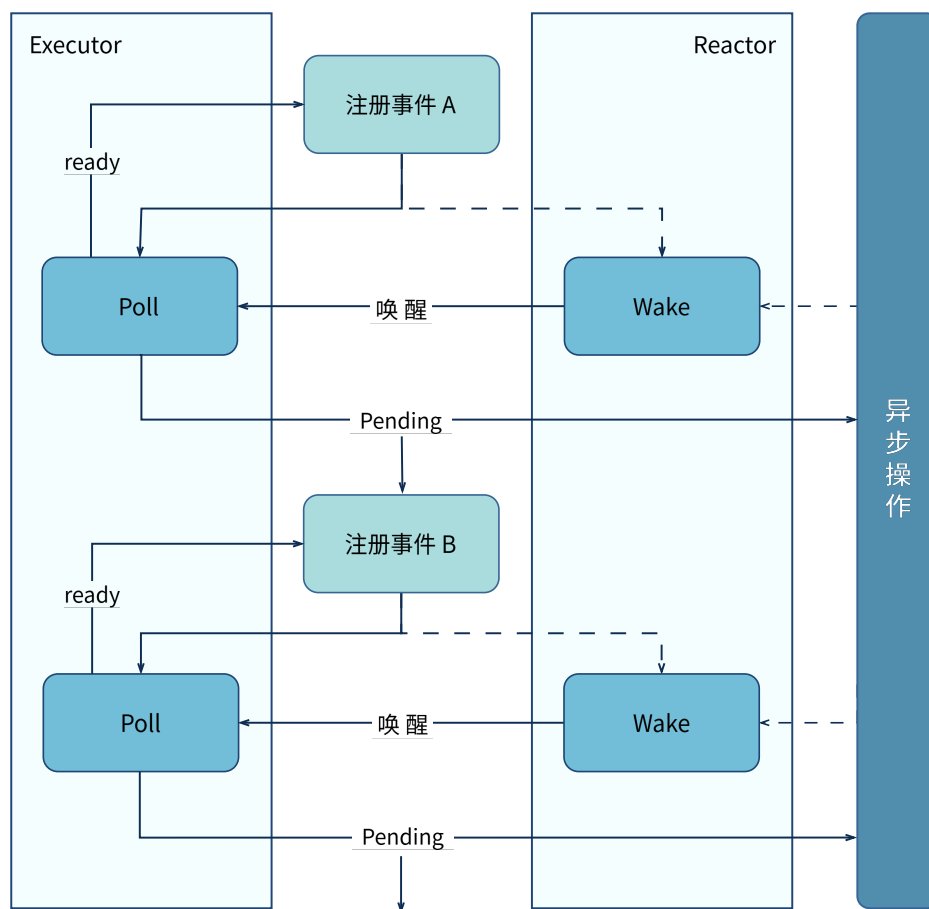 Executor
Reactor
注册事件 A
ready
Poll
唤 醒
Wake
Pending
异
步
操
作
注册事件 B
ready
Poll
唤 醒
Wake
Pending